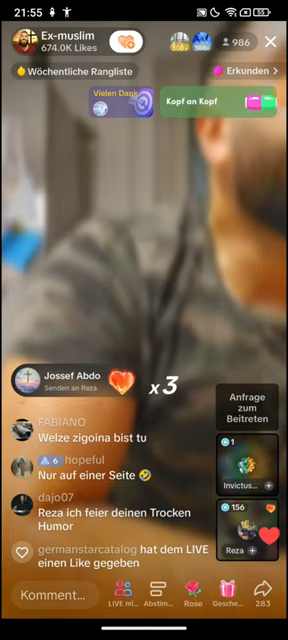 21:55
55
Ex-muslim
674.0K Likes
986
Wöchentliche Rangliste
Erkunden >
Vielen Dank
Kopf an Kopf
Jossef Abdo
Senden an Reza
x3
Anfrage
zum
Beitreten
FABIANO
Welze zigoina bist tu
1
6 hopeful
Nur auf einer Seite 🤣
Invictus...
dajo07
Reza ich feier deinen Trocken
Humor
156
Reza
germanstarcatalog hat dem LIVE
einen Like gegeben
Komment...
LIVE mi...
Abstim...
Rose
Gesche...
283